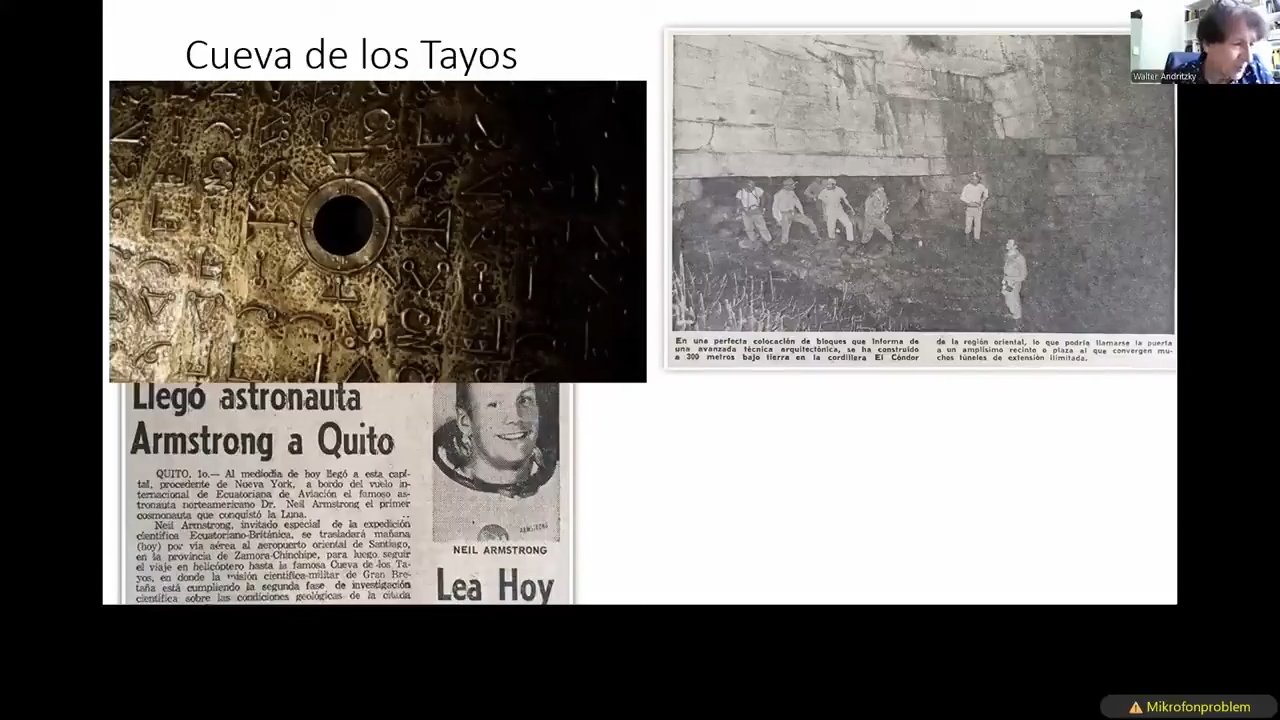 Cueva de los Tayos
Walter Andritzky
En una perfecta colocación de bloques que informa de
una avanzada técnica arquitectónica, se ha construido
a 300 metros bajo tierra en la cordillera El Cóndor
de la región oriental, lo que podría llamarse la puerta
a un amplísimo recinto o plaza al que convergen mu-
chos túneles de extensión ilimitada.
Llegó astronauta
Armstrong a Quito
QUITO, 1o.— Al mediodía de hoy llegó a esta capi-
tal, procedente de Nueva York, a bordo del vuelo in-
ternacional de Ecuatoriana de Aviación el famoso as-
tronauta norteamericano Dr. Neil Armstrong el primer
cosmonauta que conquistó la Luna.
Neil Armstrong, invitado especial de la expedición
científica Ecuatoriano-Británica, se trasladará mañana
(hoy) por vía aérea al aeropuerto oriental de Santiago,
en la provincia de Zamora-Chinchipe, para luego seguir
el viaje en helicóptero hasta la famosa Cueva de los Ta-
yos, en donde la misión científica-militar de Gran Bre-
taña está cumpliendo la segunda fase de investigación
científica sobre las condiciones geológicas de la citada
ARMSTRONG
NEIL ARMSTRONG
Lea Hoy
Mikrofonproblem